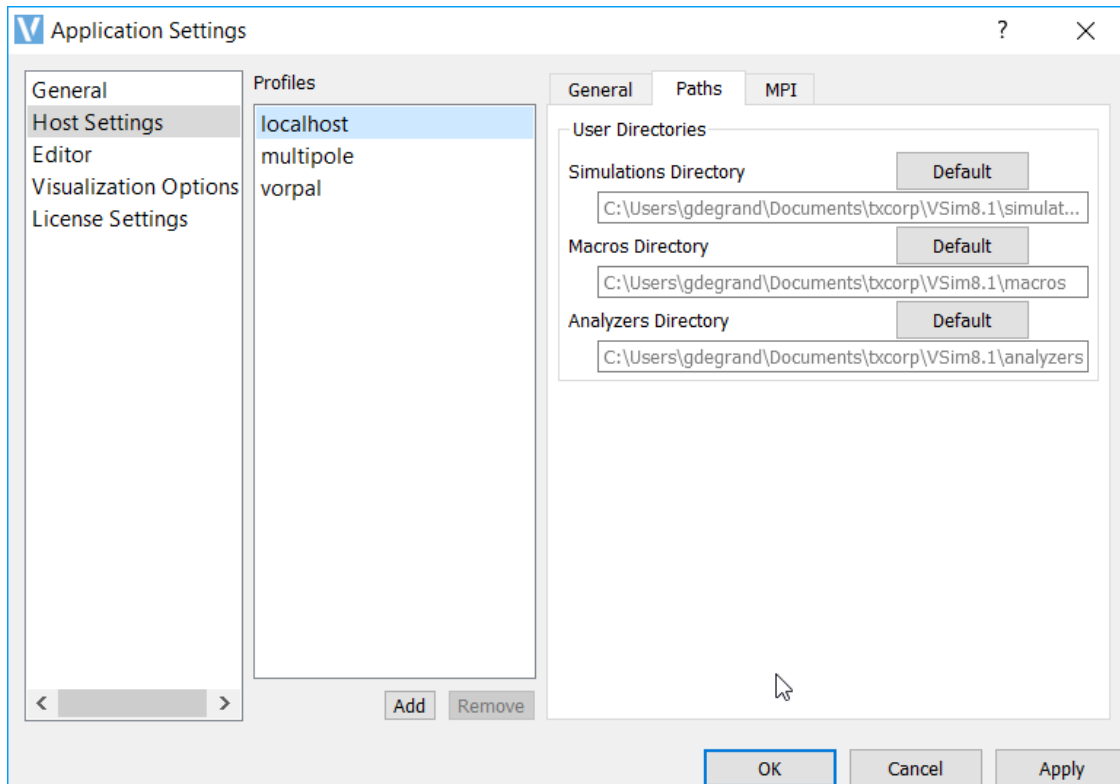 Application Settings
?
General
Host Settings
Editor
Visualization Options
License Settings
Profiles
localhost
multipole
vorpal
Add
Remove
General
Paths
MPI
User Directories
Simulations Directory
Default
C:\Users\gdegrand\Documents\txcorp\VSim8.1\simulat...
Macros Directory
Default
C:\Users\gdegrand\Documents\txcorp\VSim8.1\macros
Analyzers Directory
Default
C:\Users\gdegrand\Documents\txcorp\VSim8.1\analyzers
OK
Cancel
Apply